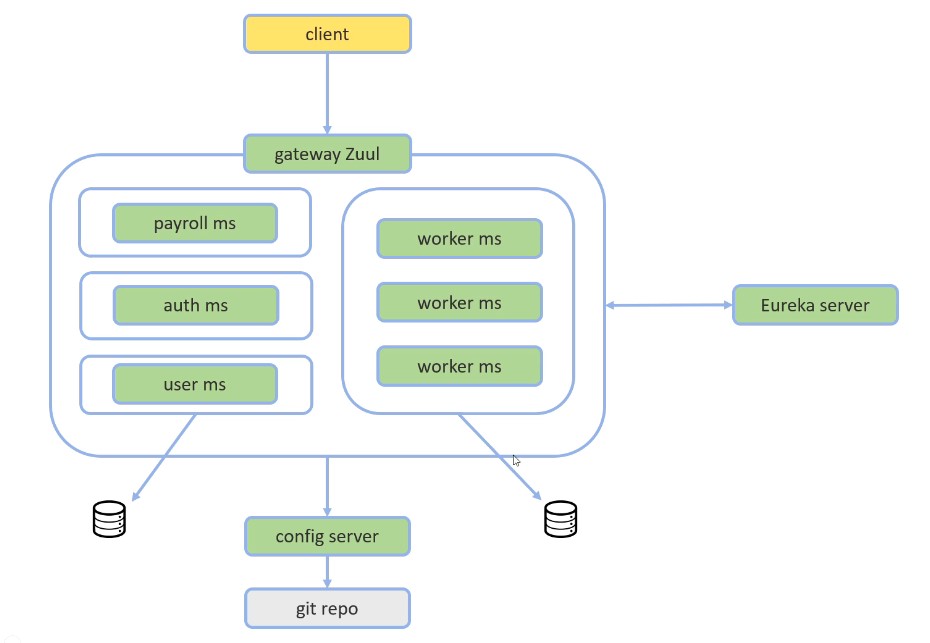 client
gateway Zuul
payroll ms
auth ms
user ms
worker ms
worker ms
worker ms
Eureka server
config server
git repo